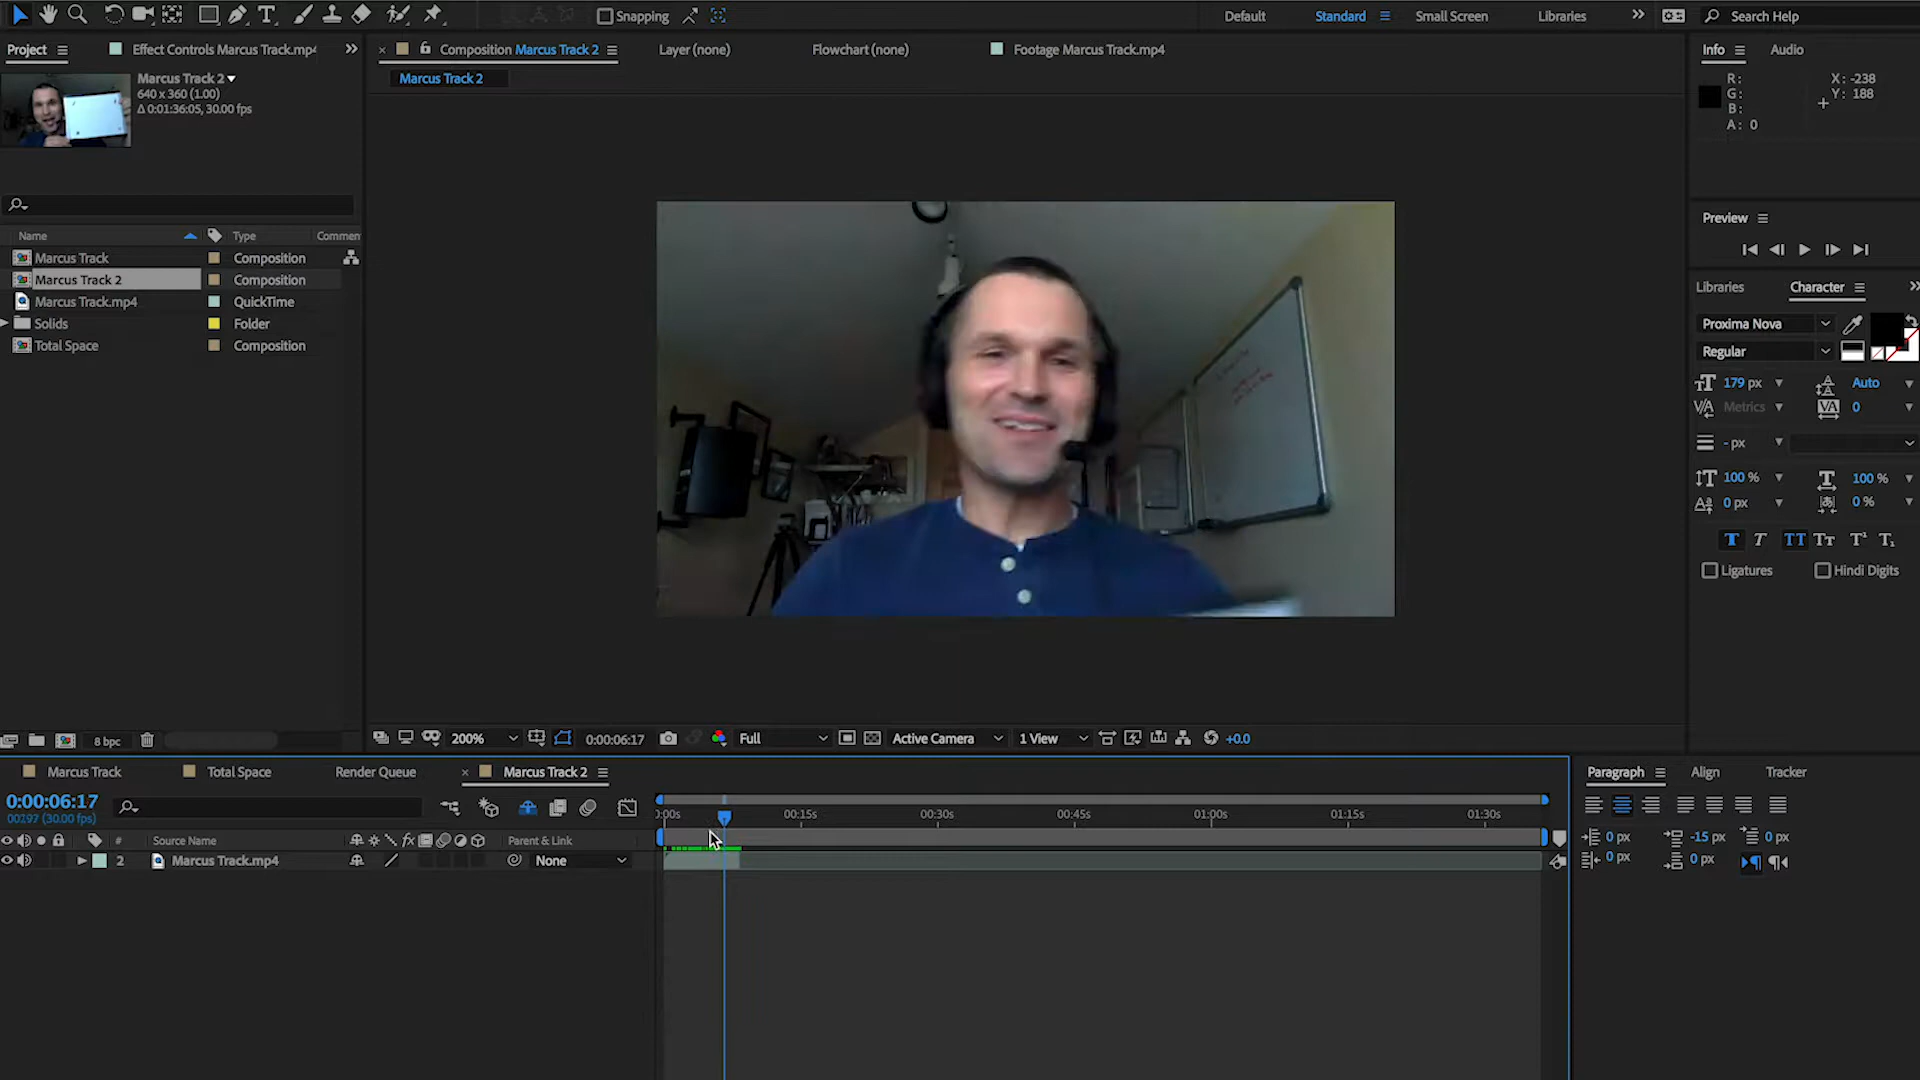 Snapping
Default
Standard
Small Screen
Libraries
Search Help
Project
Effect Controls Marcus Track.mp4
Composition Marcus Track 2
Layer (none)
Flowchart (none)
Footage Marcus Track.mp4
Info
Audio
Marcus Track 2
640 x 360 (1.00)
Δ 0:01:36:05, 30.00 fps
Marcus Track 2
R:
G:
B:
A: 0
X: -238
Y: 188
Preview
Name
Type
Comment
Marcus Track
Composition
Marcus Track 2
Composition
Marcus Track.mp4
QuickTime
Solids
Folder
Total Space
Composition
Libraries
Character
Proxima Nova
Regular
179 px
Auto
Metrics
0
- px
100 %
100 %
0 px
0 %
T T TT Tт T¹ T₁
Ligatures
Hindi Digits
8 bpc
200%
0:00:06:17
Full
Active Camera
1 View
+0.0
Marcus Track
Total Space
Render Queue
Marcus Track 2
Paragraph
Align
Tracker
0:00:06:17
00197 (30.00 fps)
0:00s
00:15s
00:30s
00:45s
01:00s
01:15s
01:30s
#
Source Name
Parent & Link
2
Marcus Track.mp4
None
0 px
-15 px
0 px
0 px
0 px